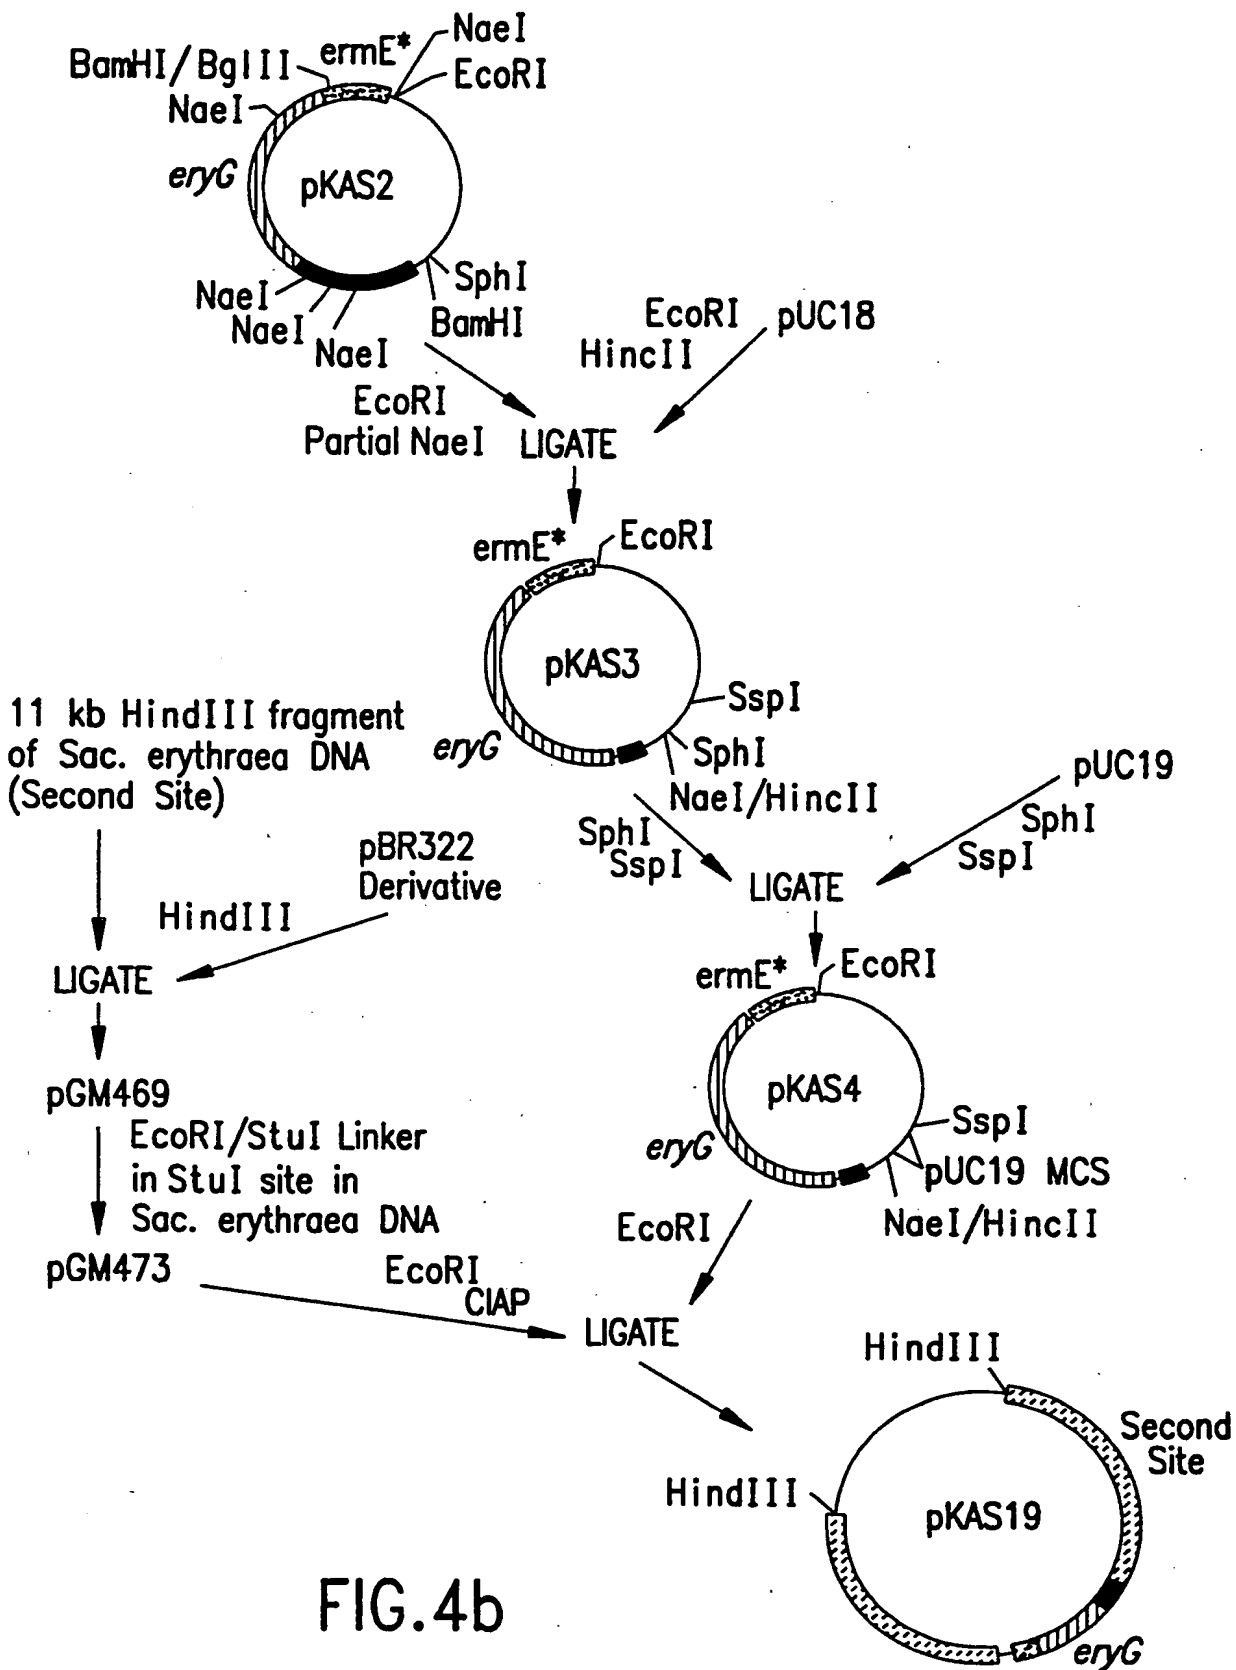 NaeI
ermE*
BamHI/BglII
EcoRI
NaeI
eryG
pKAS2
SphI
NaeI
NaeI
BamHI
NaeI
EcoRI
pUC18
HincII
EcoRI
Partial NaeI
LIGATE
ermE*
EcoRI
pKAS3
SspI
11 kb HindIII fragment
of Sac. erythraea DNA
(Second Site)
eryG
SphI
NaeI/HincII
pUC19
SphI
SspI
SphI
SspI
pBR322
Derivative
LIGATE
HindIII
LIGATE
ermE*
EcoRI
pKAS4
pGM469
SspI
EcoRI/StuI Linker
in StuI site in
Sac. erythraea DNA
eryG
pUC19 MCS
NaeI/HincII
EcoRI
pGM473
EcoRI
CIAP
LIGATE
HindIII
Second
Site
HindIII
pKAS19
eryG
FIG.4b